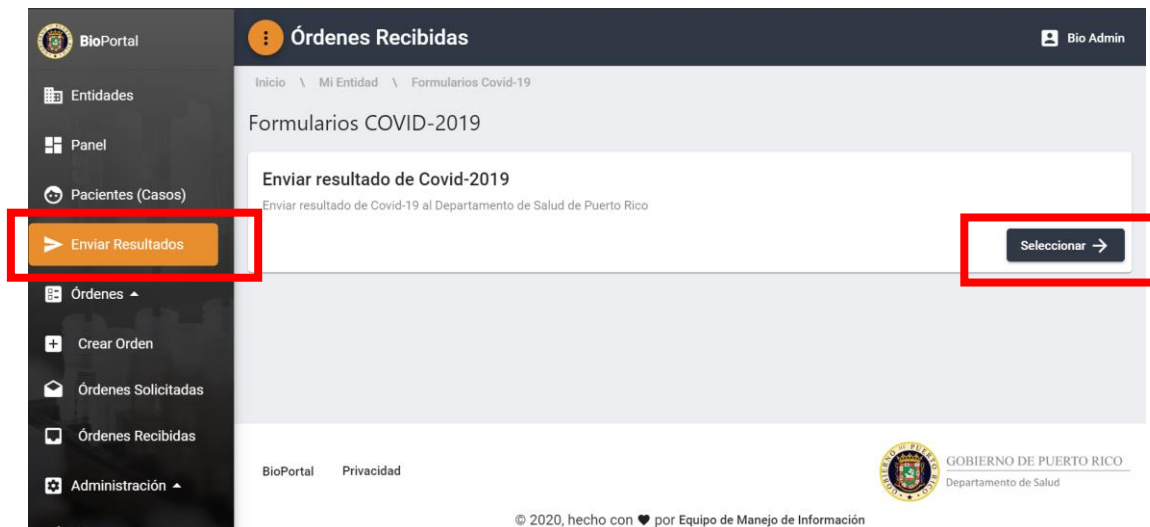 BioPortal
Entidades
Panel
Pacientes (Casos)
Enviar Resultados
Órdenes
Crear Orden
Órdenes Solicitadas
Órdenes Recibidas
Administración
Órdenes Recibidas
Bio Admin
Inicio \ Mi Entidad \ Formularios Covid-19
Formularios COVID-2019
Enviar resultado de Covid-2019
Enviar resultado de Covid-19 al Departamento de Salud de Puerto Rico
Seleccionar →
BioPortal Privacidad
GOBIERNO DE PUERTO RICO
Departamento de Salud
© 2020, hecho con ♥ por Equipo de Manejo de Información